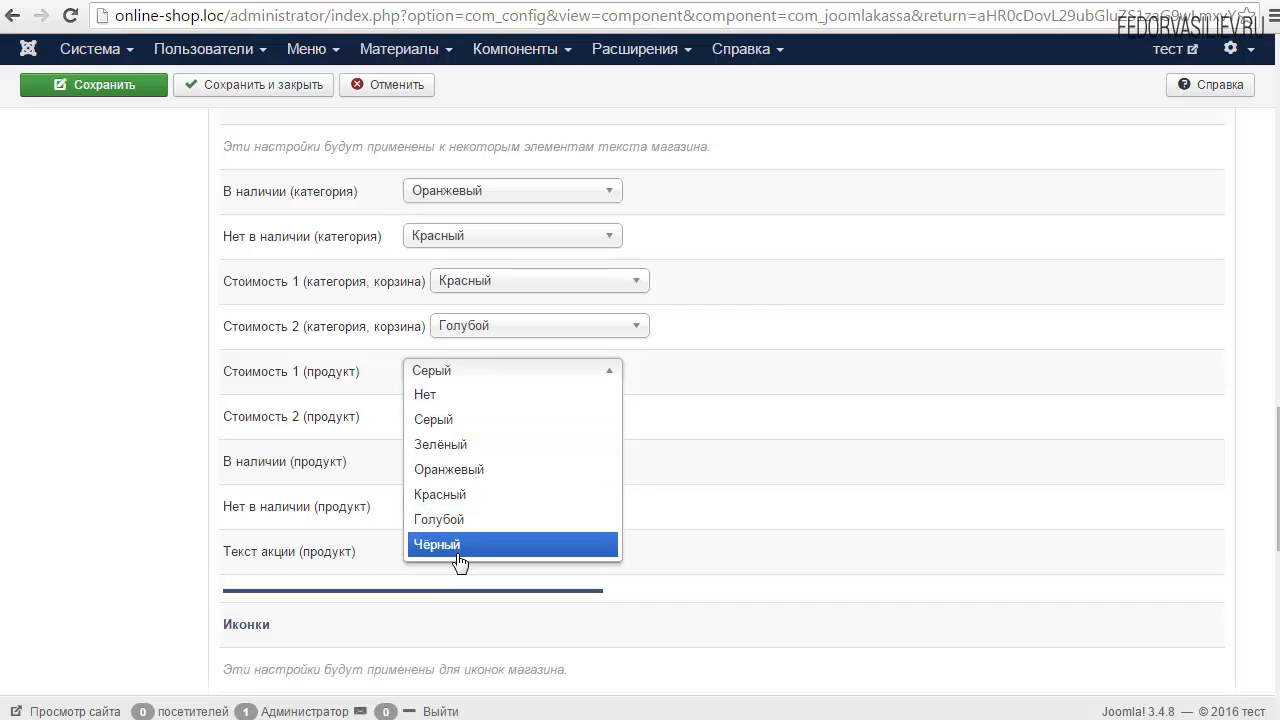 online-shop.loc/administrator/index.php?option=com_config&view=component&component=com_joomlakassa&return=
FEDORVASILIEV.RU
Система Пользователи Меню Материалы Компоненты Расширения Справка тест
Сохранить Сохранить и закрыть Отменить Справка
Эти настройки будут применены к некоторым элементам текста магазина.
В наличии (категория) Оранжевый
Нет в наличии (категория) Красный
Стоимость 1 (категория, корзина) Красный
Стоимость 2 (категория, корзина) Голубой
Стоимость 1 (продукт) Серый
Нет
Стоимость 2 (продукт) Серый
Зелёный
В наличии (продукт) Оранжевый
Красный
Нет в наличии (продукт) Голубой
Текст акции (продукт) Чёрный
Иконки
Эти настройки будут применены для иконок магазина.
Просмотр сайта 0 посетителей 1 Администратор 0 Выйти Joomla! 3.4.8 — © 2016 тест